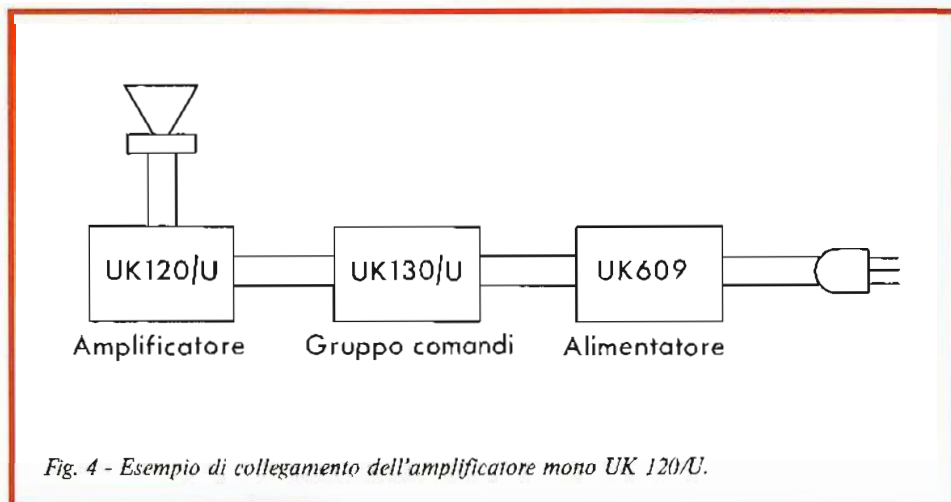 UK120/U UK130/U UK609
Amplificatore Gruppo comandi Alimentatore
Fig. 4 - Esempio di collegamento dell'amplificatore mono UK 120/U.